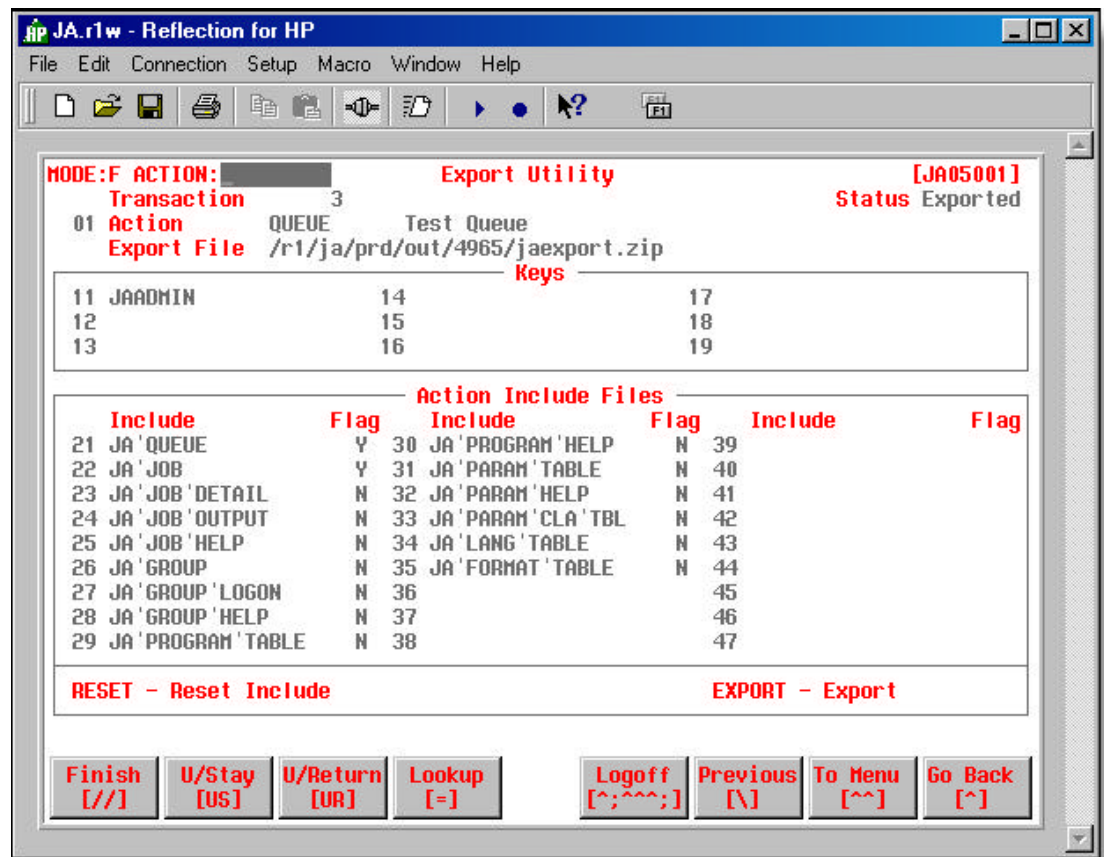 JA.r1w - Reflection for HP
File Edit Connection Setup Macro Window Help
MODE:F ACTION: Export Utility [JA05001]
Transaction 3 Status Exported
01 Action QUEUE Test Queue
Export File /r1/ja/prd/out/4965/jaexport.zip
Keys
11 JAADMIN 14 17
12 15 18
13 16 19
Action Include Files
Include Flag Include Flag Include Flag
21 JA'QUEUE Y 30 JA'PROGRAM'HELP N 39
22 JA'JOB Y 31 JA'PARAM'TABLE N 40
23 JA'JOB'DETAIL N 32 JA'PARAM'HELP N 41
24 JA'JOB'OUTPUT N 33 JA'PARAM'CLA'TBL N 42
25 JA'JOB'HELP N 34 JA'LANG'TABLE N 43
26 JA'GROUP N 35 JA'FORMAT'TABLE N 44
27 JA'GROUP'LOGON N 36 45
28 JA'GROUP'HELP N 37 46
29 JA'PROGRAM'TABLE N 38 47
RESET - Reset Include EXPORT - Export
Finish U/Stay U/Return Lookup Logoff Previous To Menu Go Back
[//] [US] [UR] [=] [^;^^^;] [\] [^^] [^]